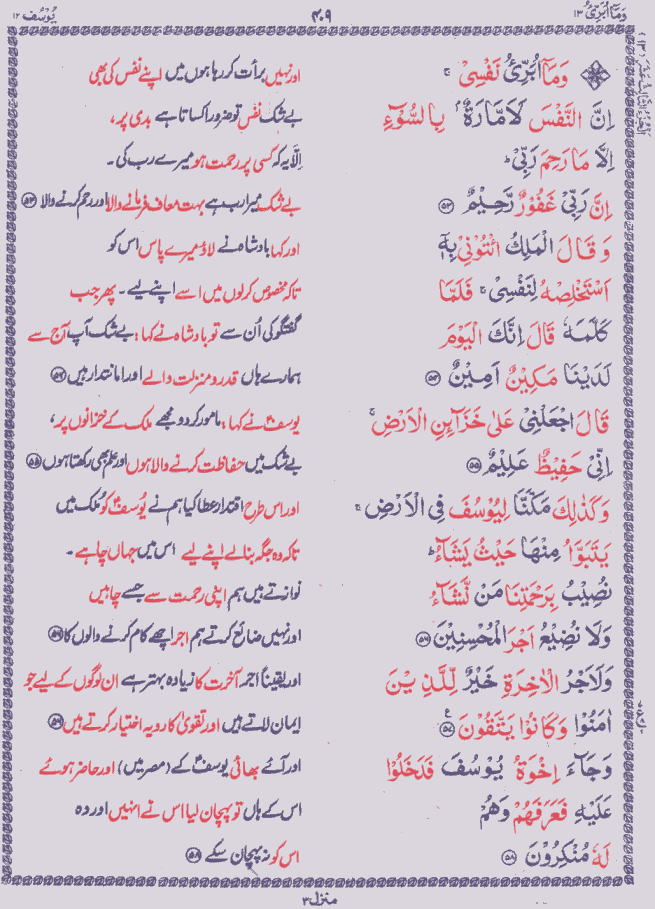 وَمَاۤ اُبَرِّئُ ۱۳
۴۰۹
یُوْسُف ۱۲
وَمَاۤ اُبَرِّئُ نَفْسِیْ ۚ
اور نہیں برأت کر رہا ہوں میں اپنے نفس کی بھی
اِنَّ النَّفْسَ لَاَمَّارَةٌۢ بِالسُّوْٓءِ
بے شک نفس تو ضرور اکساتا ہے بدی پر،
اِلَّا مَا رَحِمَ رَبِّیْ ؕ
اِلّا یہ کہ کسی پر رحمت ہو میرے رب کی۔
اِنَّ رَبِّیْ غَفُوْرٌ رَّحِیْمٌ ﴿۵۳﴾
بے شک میرا رب ہے بہت معاف فرمانے والا اور رحم کرنے والا ﴿۵۳﴾
وَ قَالَ الْمَلِكُ ائْتُوْنِیْ بِهٖۤ
اور کہا بادشاہ نے لاؤ میرے پاس اس کو
اَسْتَخْلِصْهُ لِنَفْسِیْ ۚ فَلَمَّا
تاکہ مخصوص کرلوں میں اسے اپنے لیے۔ پھر جب
كَلَّمَهٗ قَالَ اِنَّكَ الْیَوْمَ
گفتگو کی اُن سے تو بادشاہ نے کہا: بے شک آپ آج سے
لَدَیْنَا مَكِیْنٌ اَمِیْنٌ ﴿۵۴﴾
ہمارے ہاں قدر و منزلت والے اور امانتدار ہیں ﴿۵۴﴾
قَالَ اجْعَلْنِیْ عَلٰی خَزَآئِنِ الْاَرْضِ ۚ
یوسفؑ نے کہا: مامور کردو مجھے ملک کے خزانوں پر،
اِنِّیْ حَفِیْظٌ عَلِیْمٌ ﴿۵۵﴾
بے شک میں حفاظت کرنے والا ہوں اور علم بھی رکھتا ہوں ﴿۵۵﴾
وَ كَذٰلِكَ مَكَّنَّا لِیُوْسُفَ فِی الْاَرْضِ ۚ
اور اس طرح اقتدار عطا کیا ہم نے یُوسفؑ کو مُلک میں
یَتَبَوَّاُ مِنْهَا حَیْثُ یَشَآءُ ؕ
تاکہ وہ جگہ بنالے اپنے لیے اس میں جہاں چاہے۔
نُصِیْبُ بِرَحْمَتِنَا مَنْ نَّشَآءُ
نوازتے ہیں ہم اپنی رحمت سے جسے چاہیں
وَ لَا نُضِیْعُ اَجْرَ الْمُحْسِنِیْنَ ﴿۵۶﴾
اور نہیں ضائع کرتے ہم اجر اچھے کام کرنے والوں کا ﴿۵۶﴾
وَ لَاَجْرُ الْاٰخِرَةِ خَیْرٌ لِّلَّذِیْنَ
اور یقیناً اجر آخرت کا زیادہ بہتر ہے ان لوگوں کے لیے جو
اٰمَنُوْا وَ كَانُوْا یَتَّقُوْنَ ﴿۵۷﴾ ع
ایمان لاتے ہیں اور تقویٰ کا رویہ اختیار کرتے ہیں ﴿۵۷﴾
وَ جَآءَ اِخْوَةُ یُوْسُفَ فَدَخَلُوْا
اور آئے بھائی یوسفؑ کے (مصر میں) اور حاضر ہوئے
عَلَیْهِ فَعَرَفَهُمْ وَ هُمْ
اس کے ہاں تو پہچان لیا اس نے انہیں اور وہ
لَهٗ مُنْكِرُوْنَ ﴿۵۸﴾
اس کو نہ پہچان سکے ﴿۵۸﴾
منزل ۳